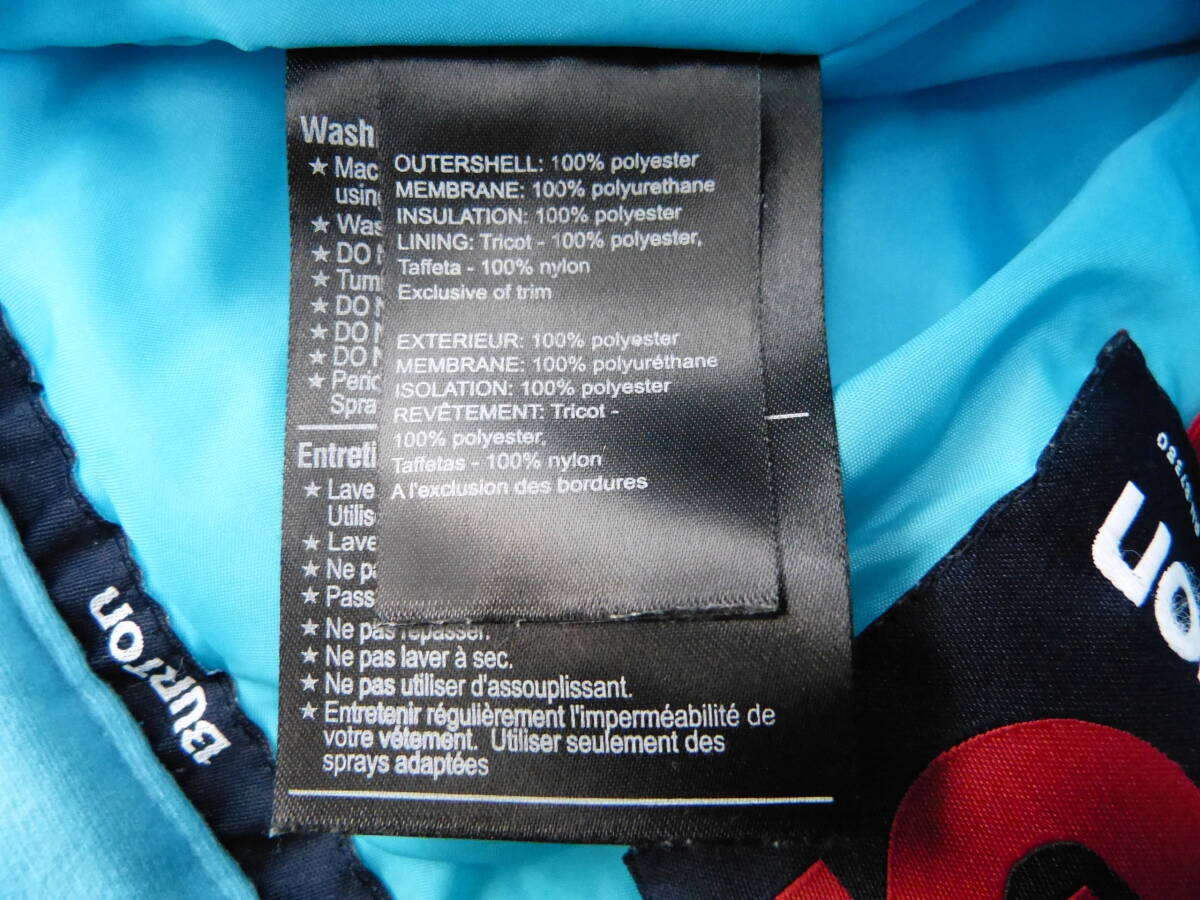 Wash
★ Mac
usin
★ Was
★ DO N
★ Tum
★ DO N
★ DO N
★ DO N
★ Peri
Spra
Entreti
★ Lave
Utilis
★ Lave
★ Ne pa
★ Pass
★ Ne pas repasser.
★ Ne pas laver à sec.
★ Ne pas utiliser d'assouplissant.
★ Entretenir régulièrement l'imperméabilité de
votre vétement. Utiliser seulement des
sprays adaptées
OUTERSHELL: 100% polyester
MEMBRANE: 100% polyurethane
INSULATION: 100% polyester
LINING: Tricot - 100% polyester,
Taffeta - 100% nylon
Exclusive of trim
EXTERIEUR: 100% polyester
MEMBRANE: 100% polyuréthane
ISOLATION: 100% polyester
REVÊTEMENT: Tricot -
100% polyester,
Taffetas - 100% nylon
A l'exclusion des bordures
BURTON